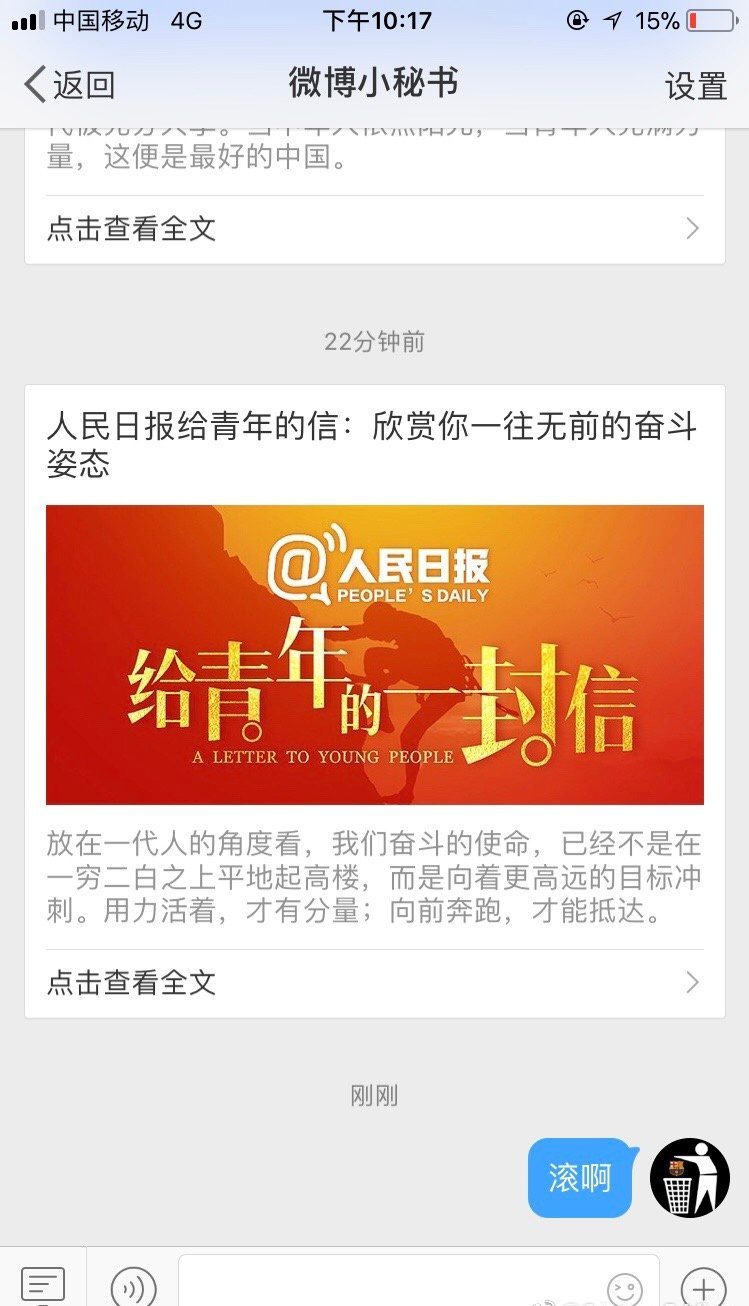 中国移动 4G 下午10:17 15%
返回 微博小秘书 设置
量，这便是最好的中国。
点击查看全文
22分钟前
人民日报给青年的信：欣赏你一往无前的奋斗
姿态
@人民日报
PEOPLE'S DAILY
给青年的一封信
A LETTER TO YOUNG PEOPLE
放在一代人的角度看，我们奋斗的使命，已经不是在
一穷二白之上平地起高楼，而是向着更高远的目标冲
刺。用力活着，才有分量；向前奔跑，才能抵达。
点击查看全文
刚刚
滚啊